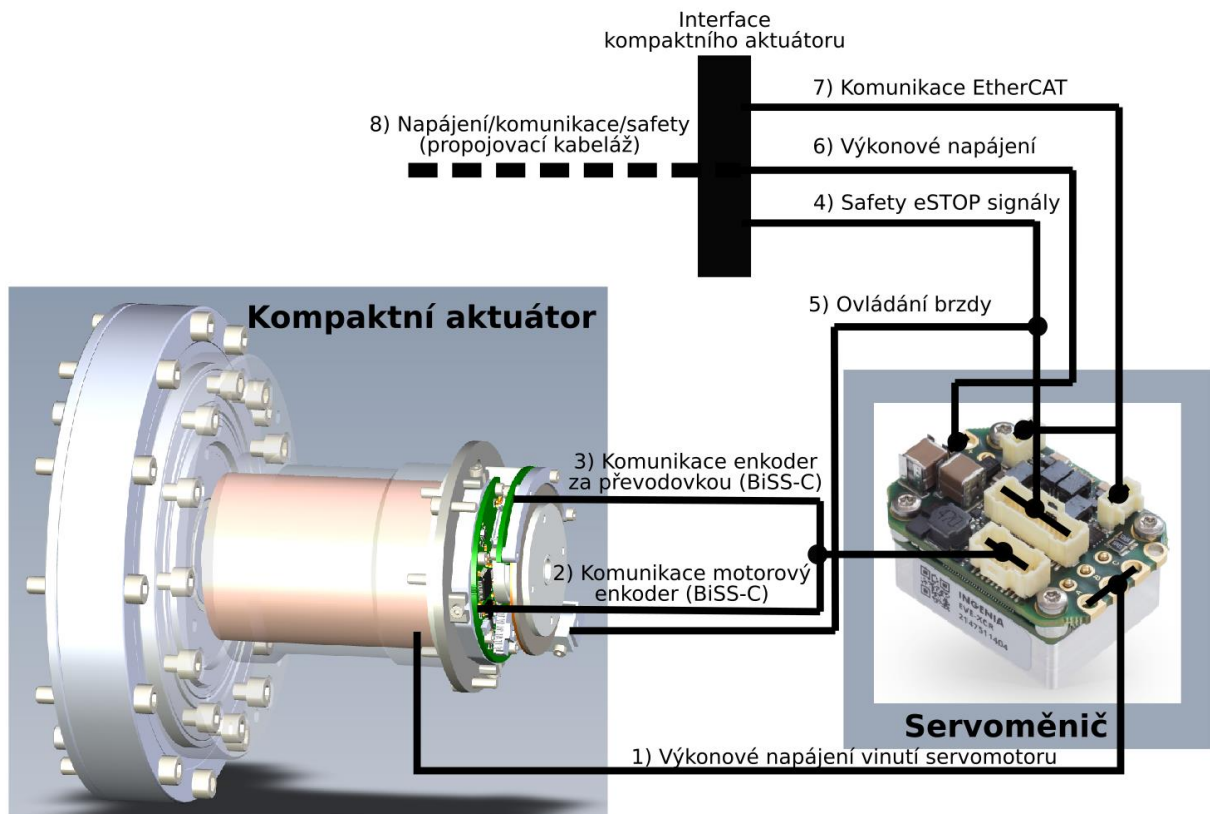 Interface
kompaktního aktuátoru
7) Komunikace EtherCAT
8) Napájení/komunikace/safety
(propojovací kabeláž)
6) Výkonové napájení
4) Safety eSTOP signály
Kompaktní aktuátor
5) Ovládání brzdy
3) Komunikace enkoder
za převodovkou (BiSS-C)
2) Komunikace motorový
enkoder (BiSS-C)
INGENIA
EVE-XCR
Servoměnič
1) Výkonové napájení vinutí servomotoru